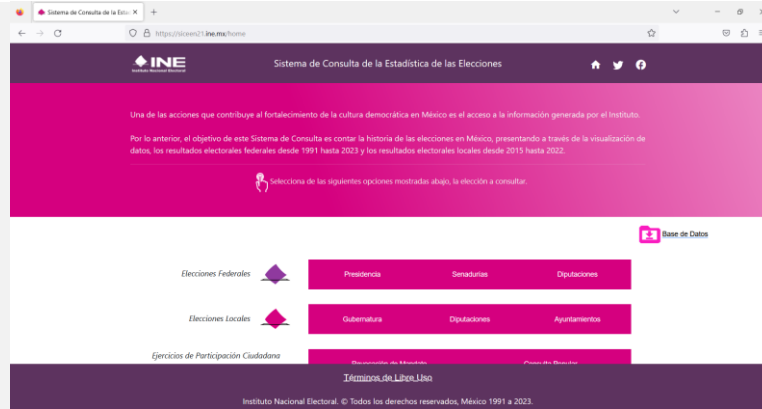 Sistema de Consulta de la Estad
https://siceen21.ine.mx/home
INE
Instituto Nacional Electoral
Sistema de Consulta de la Estadística de las Elecciones
Una de las acciones que contribuye al fortalecimiento de la cultura democrática en México es el acceso a la información generada por el Instituto.
Por lo anterior, el objetivo de este Sistema de Consulta es contar la historia de las elecciones en México, presentando a través de la visualización de
datos, los resultados electorales federales desde 1991 hasta 2023 y los resultados electorales locales desde 2015 hasta 2022.
Selecciona de las siguientes opciones mostradas abajo, la elección a consultar.
Base de Datos
Elecciones Federales
Presidencia
Senadurías
Diputaciones
Elecciones Locales
Gubernatura
Diputaciones
Ayuntamientos
Ejercicios de Participación Ciudadana
Revocación de Mandato
Consulta Popular
Términos de Libre Uso
Instituto Nacional Electoral. © Todos los derechos reservados, México 1991 a 2023.